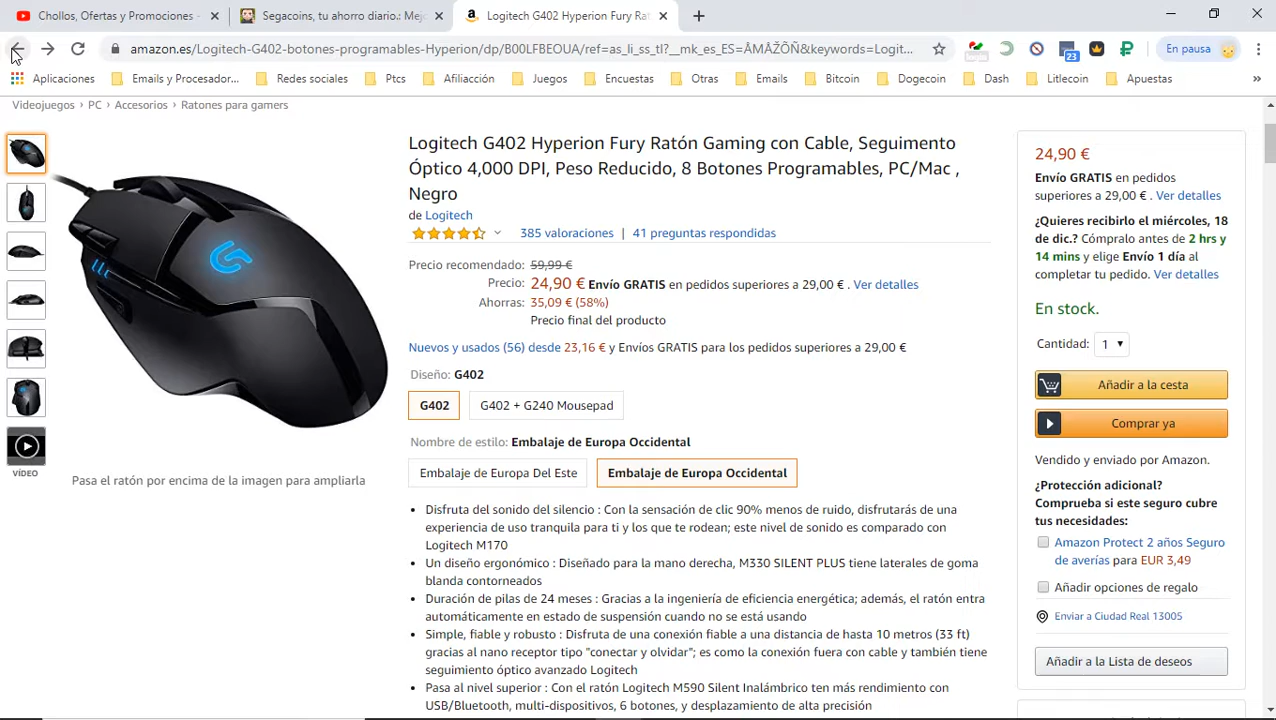 Chollos, Ofertas y Promociones -
Segacoins, tu ahorro diario.: Mejo
Logitech G402 Hyperion Fury Rat
amazon.es/Logitech-G402-botones-programables-Hyperion/dp/B00LFBEOUA/ref=as_li_ss_tl?__mk_es_ES=ÅMÅŽÕÑ&keywords=Logit...
23
En pausa
Aplicaciones
Emails y Procesador...
Redes sociales
Ptcs
Afiliacción
Juegos
Encuestas
Otras
Emails
Bitcoin
Dogecoin
Dash
Litlecoin
Apuestas
»
Videojuegos › PC › Accesorios › Ratones para gamers
Logitech G402 Hyperion Fury Ratón Gaming con Cable, Seguimento
Óptico 4,000 DPI, Peso Reducido, 8 Botones Programables, PC/Mac ,
Negro
de Logitech
385 valoraciones | 41 preguntas respondidas
Precio recomendado: 59,99 €
Precio: 24,90 € Envío GRATIS en pedidos superiores a 29,00 € . Ver detalles
Ahorras: 35,09 € (58%)
Precio final del producto
Nuevos y usados (56) desde 23,16 € y Envíos GRATIS para los pedidos superiores a 29,00 €
Diseño: G402
G402
G402 + G240 Mousepad
Nombre de estilo: Embalaje de Europa Occidental
Embalaje de Europa Del Este
Embalaje de Europa Occidental
• Disfruta del sonido del silencio : Con la sensación de clic 90% menos de ruido, disfrutarás de una
experiencia de uso tranquila para ti y los que te rodean; este nivel de sonido es comparado con
Logitech M170
• Un diseño ergonómico : Diseñado para la mano derecha, M330 SILENT PLUS tiene laterales de goma
blanda contorneados
• Duración de pilas de 24 meses : Gracias a la ingeniería de eficiencia energética; además, el ratón entra
automáticamente en estado de suspensión cuando no se está usando
• Simple, fiable y robusto : Disfruta de una conexión fiable a una distancia de hasta 10 metros (33 ft)
gracias al nano receptor tipo "conectar y olvidar"; es como la conexión fuera con cable y también tiene
seguimiento óptico avanzado Logitech
• Pasa al nivel superior : Con el ratón Logitech M590 Silent Inalámbrico ten más rendimiento con
USB/Bluetooth, multi-dispositivos, 6 botones, y desplazamiento de alta precisión
VÍDEO
Pasa el ratón por encima de la imagen para ampliarla
24,90 €
Envío GRATIS en pedidos
superiores a 29,00 € . Ver detalles
¿Quieres recibirlo el miércoles, 18
de dic.? Cómpralo antes de 2 hrs y
14 mins y elige Envío 1 día al
completar tu pedido. Ver detalles
En stock.
Cantidad: 1
Añadir a la cesta
Comprar ya
Vendido y enviado por Amazon.
¿Protección adicional?
Comprueba si este seguro cubre
tus necesidades:
Amazon Protect 2 años Seguro
de averías para EUR 3,49
Añadir opciones de regalo
Enviar a Ciudad Real 13005
Añadir a la Lista de deseos